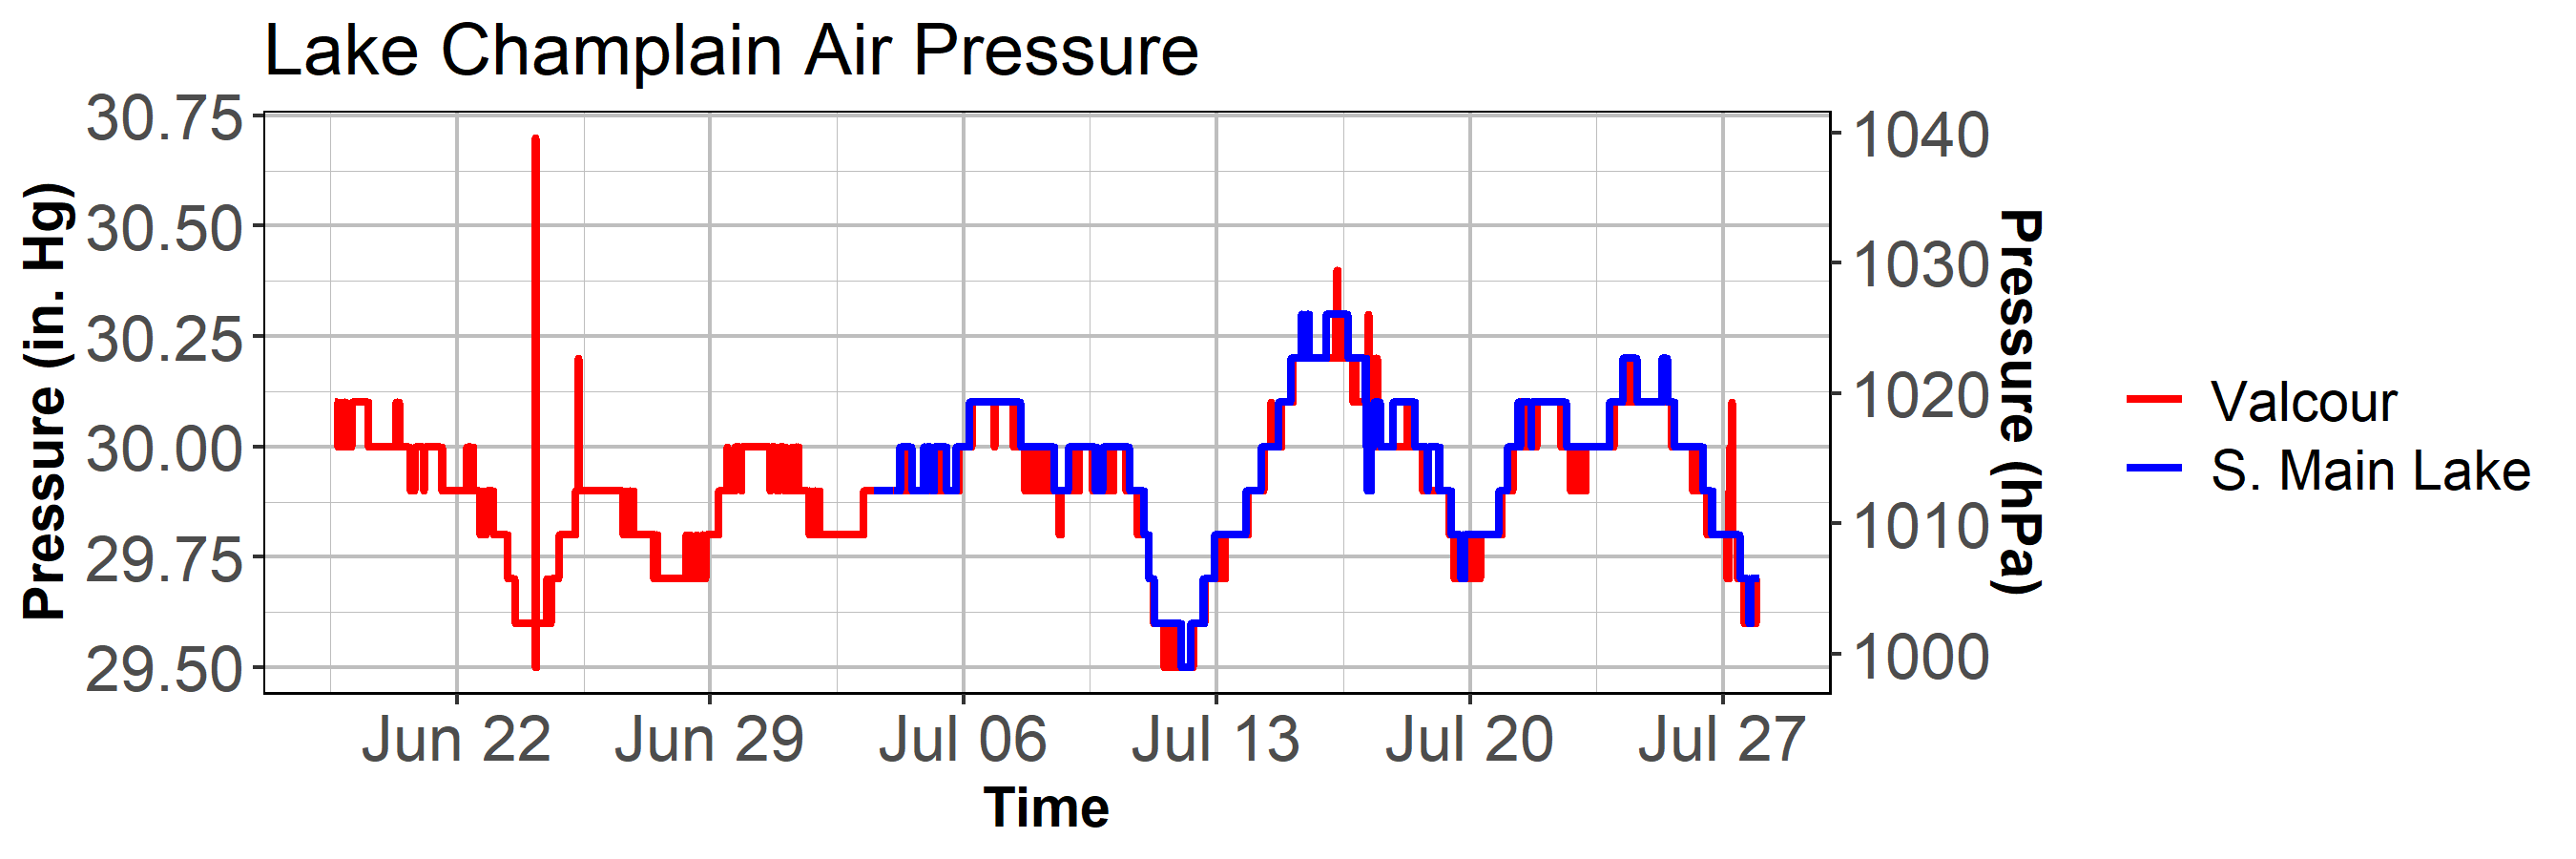 Lake Champlain Air Pressure
Pressure (in. Hg)
30.75
30.50
30.25
30.00
29.75
29.50
1040
1030
1020
1010
1000
Pressure (hPa)
Jun 22 Jun 29 Jul 06 Jul 13 Jul 20 Jul 27
Time
Valcour
S. Main Lake